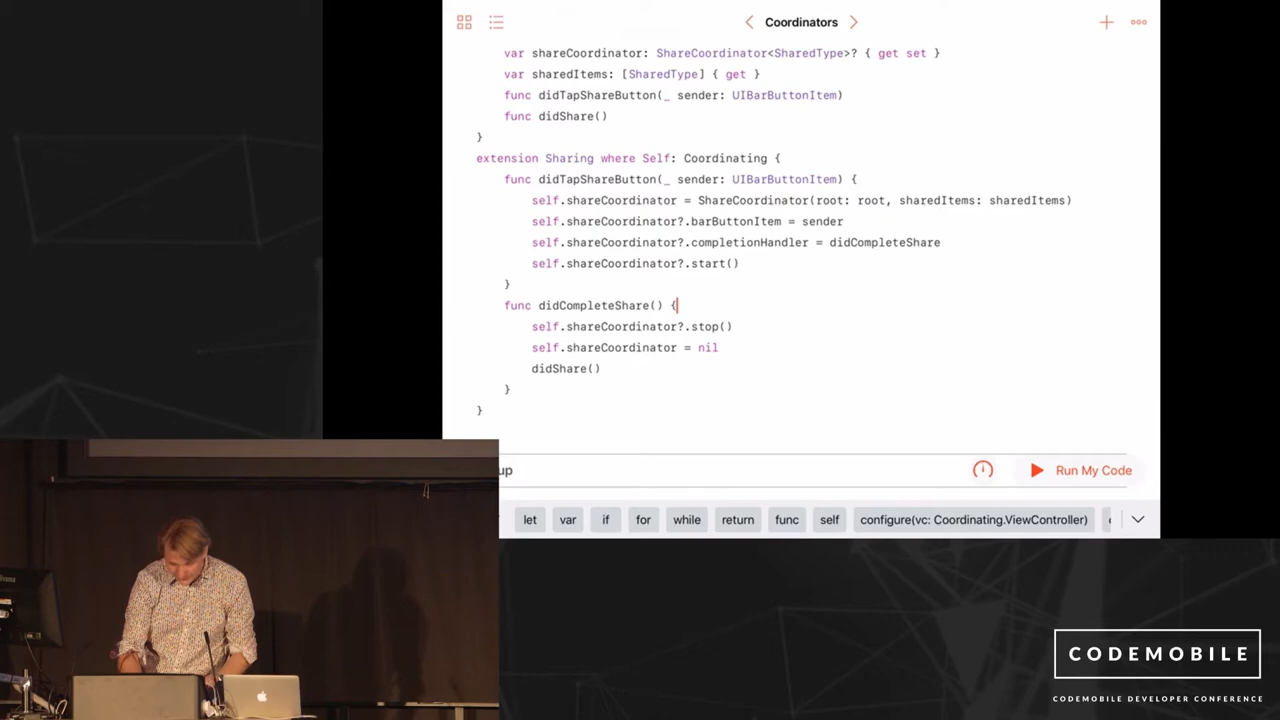 Coordinators
var shareCoordinator: ShareCoordinator<SharedType>? { get set }
var sharedItems: [SharedType] { get }
func didTapShareButton(_ sender: UIBarButtonItem)
func didShare()
}
extension Sharing where Self: Coordinating {
func didTapShareButton(_ sender: UIBarButtonItem) {
self.shareCoordinator = ShareCoordinator(root: root, sharedItems: sharedItems)
self.shareCoordinator?.barButtonItem = sender
self.shareCoordinator?.completionHandler = didCompleteShare
self.shareCoordinator?.start()
}
func didCompleteShare() {
self.shareCoordinator?.stop()
self.shareCoordinator = nil
didShare()
}
}
up
Run My Code
let var if for while return func self configure(vc: Coordinating.ViewController)
CODEMOBILE
CODEMOBILE DEVELOPER CONFERENCE